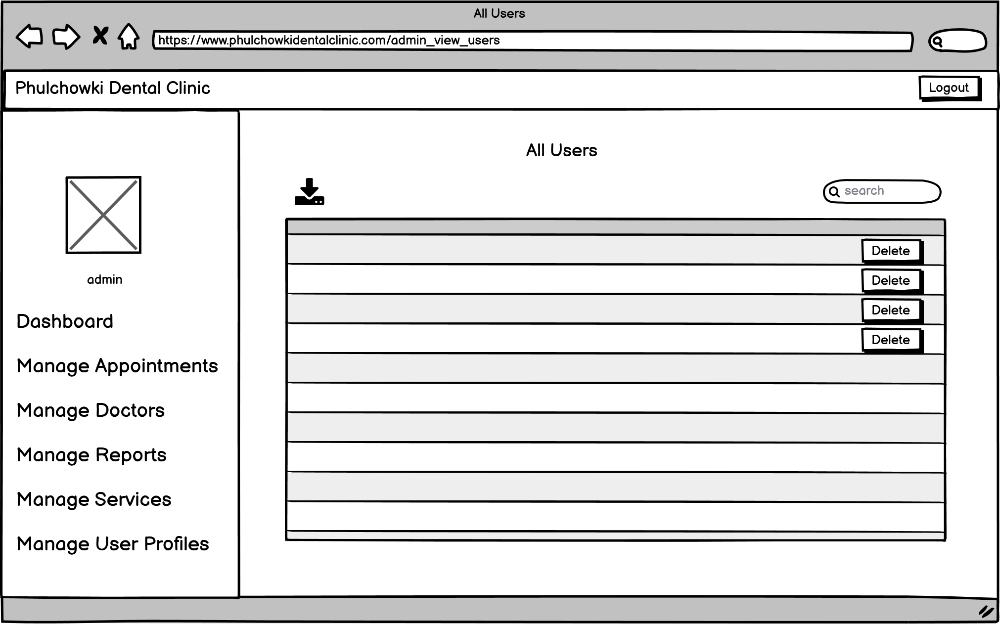 All Users
https://www.phulchowkidentalclinic.com/admin_view_users
Phulchowki Dental Clinic
Logout
admin
Dashboard
Manage Appointments
Manage Doctors
Manage Reports
Manage Services
Manage User Profiles
All Users
search
Delete
Delete
Delete
Delete